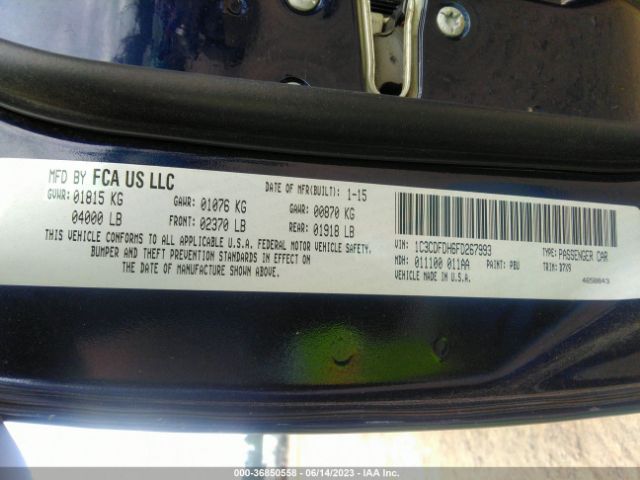 MFD BY FCA US LLC
DATE OF MFR(BUILT): 1-15
GVWR: 01815 KG
GAWR: 01076 KG
GAWR: 00870 KG
04000 LB
FRONT: 02370 LB
REAR: 01918 LB
THIS VEHICLE CONFORMS TO ALL APPLICABLE U.S.A. FEDERAL MOTOR VEHICLE SAFETY,
BUMPER AND THEFT PREVENTION STANDARDS IN EFFECT ON
THE DATE OF MANUFACTURE SHOWN ABOVE.
VIN: 1C3CDFDH6FD267993
TYPE: PASSENGER CAR
MDH: 011100 011AA
PAINT: PBU
TRIM: D7X9
VEHICLE MADE IN U.S.A.
000-36850558 - 06/14/2023 - IAA Inc.